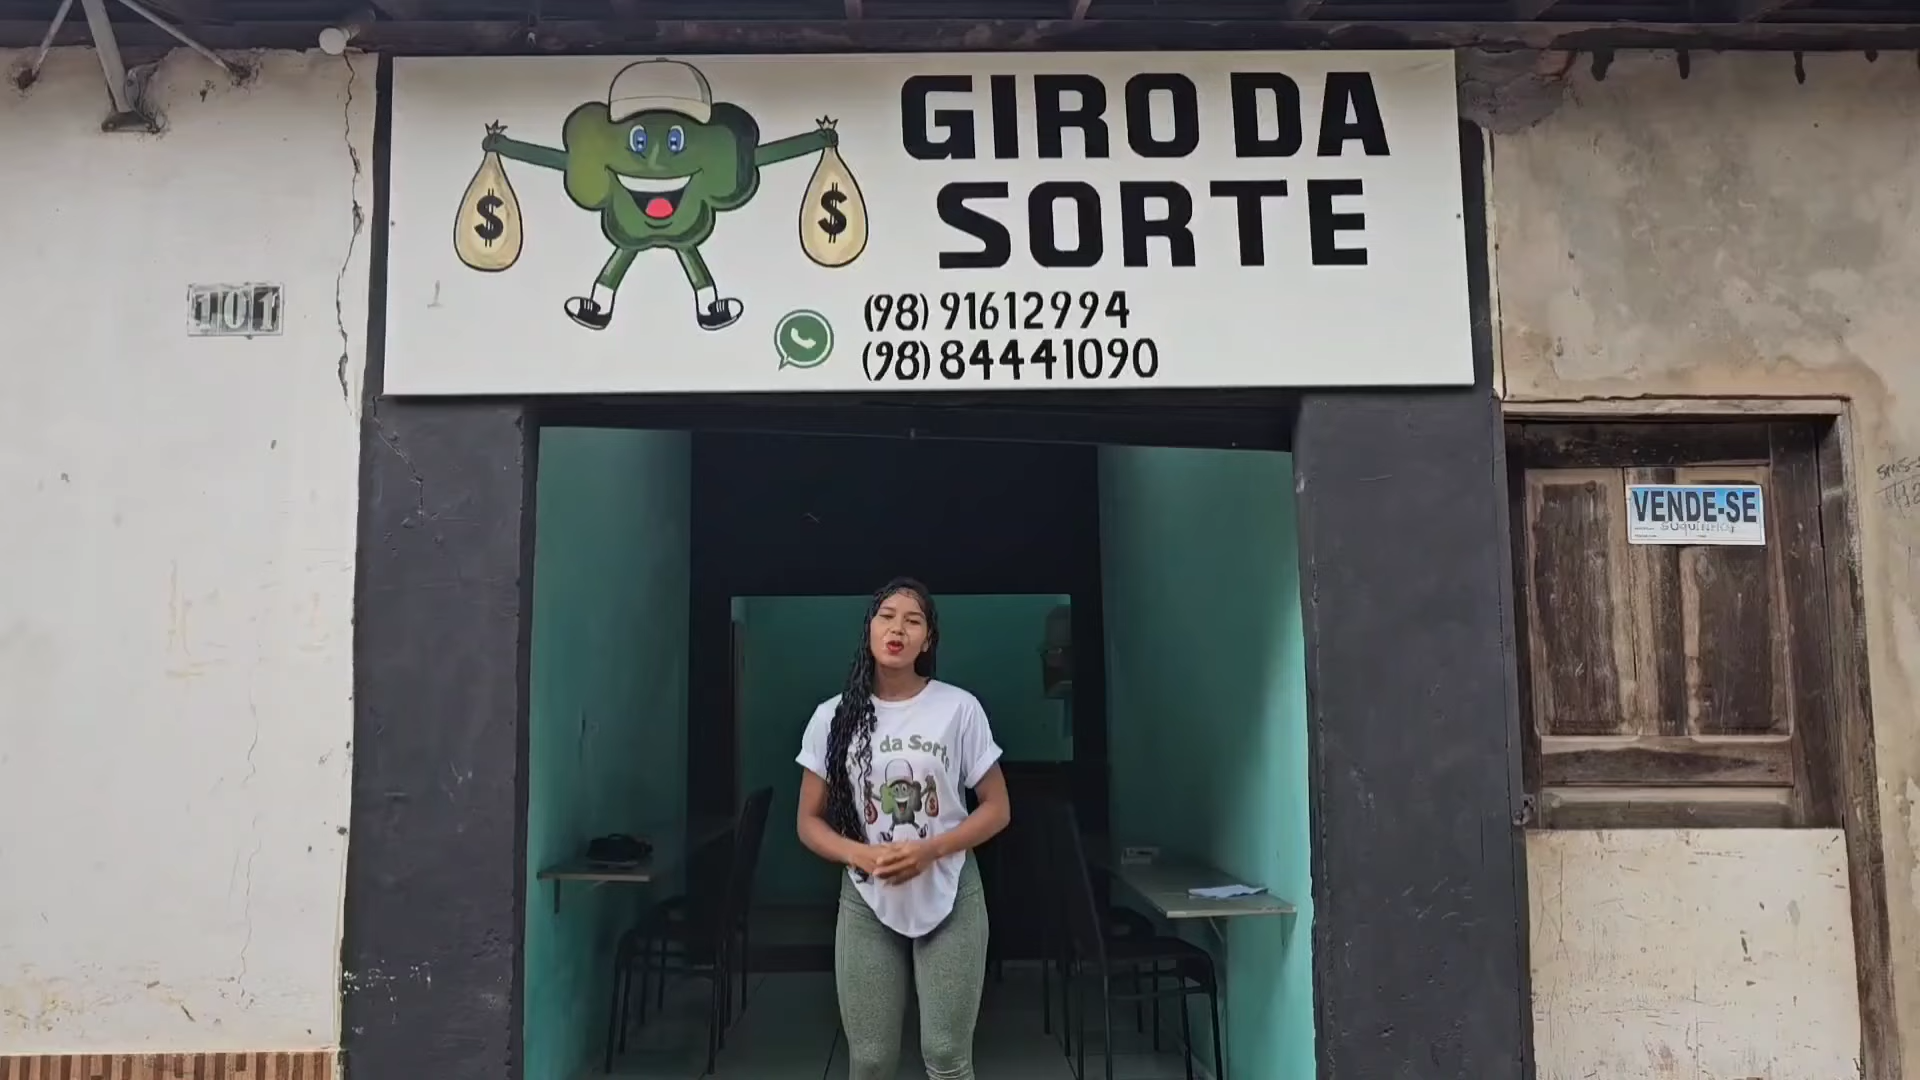 GIRO DA
SORTE
(98) 91612994
(98) 84441090
101
$
$
VENDE-SE
da Sorte